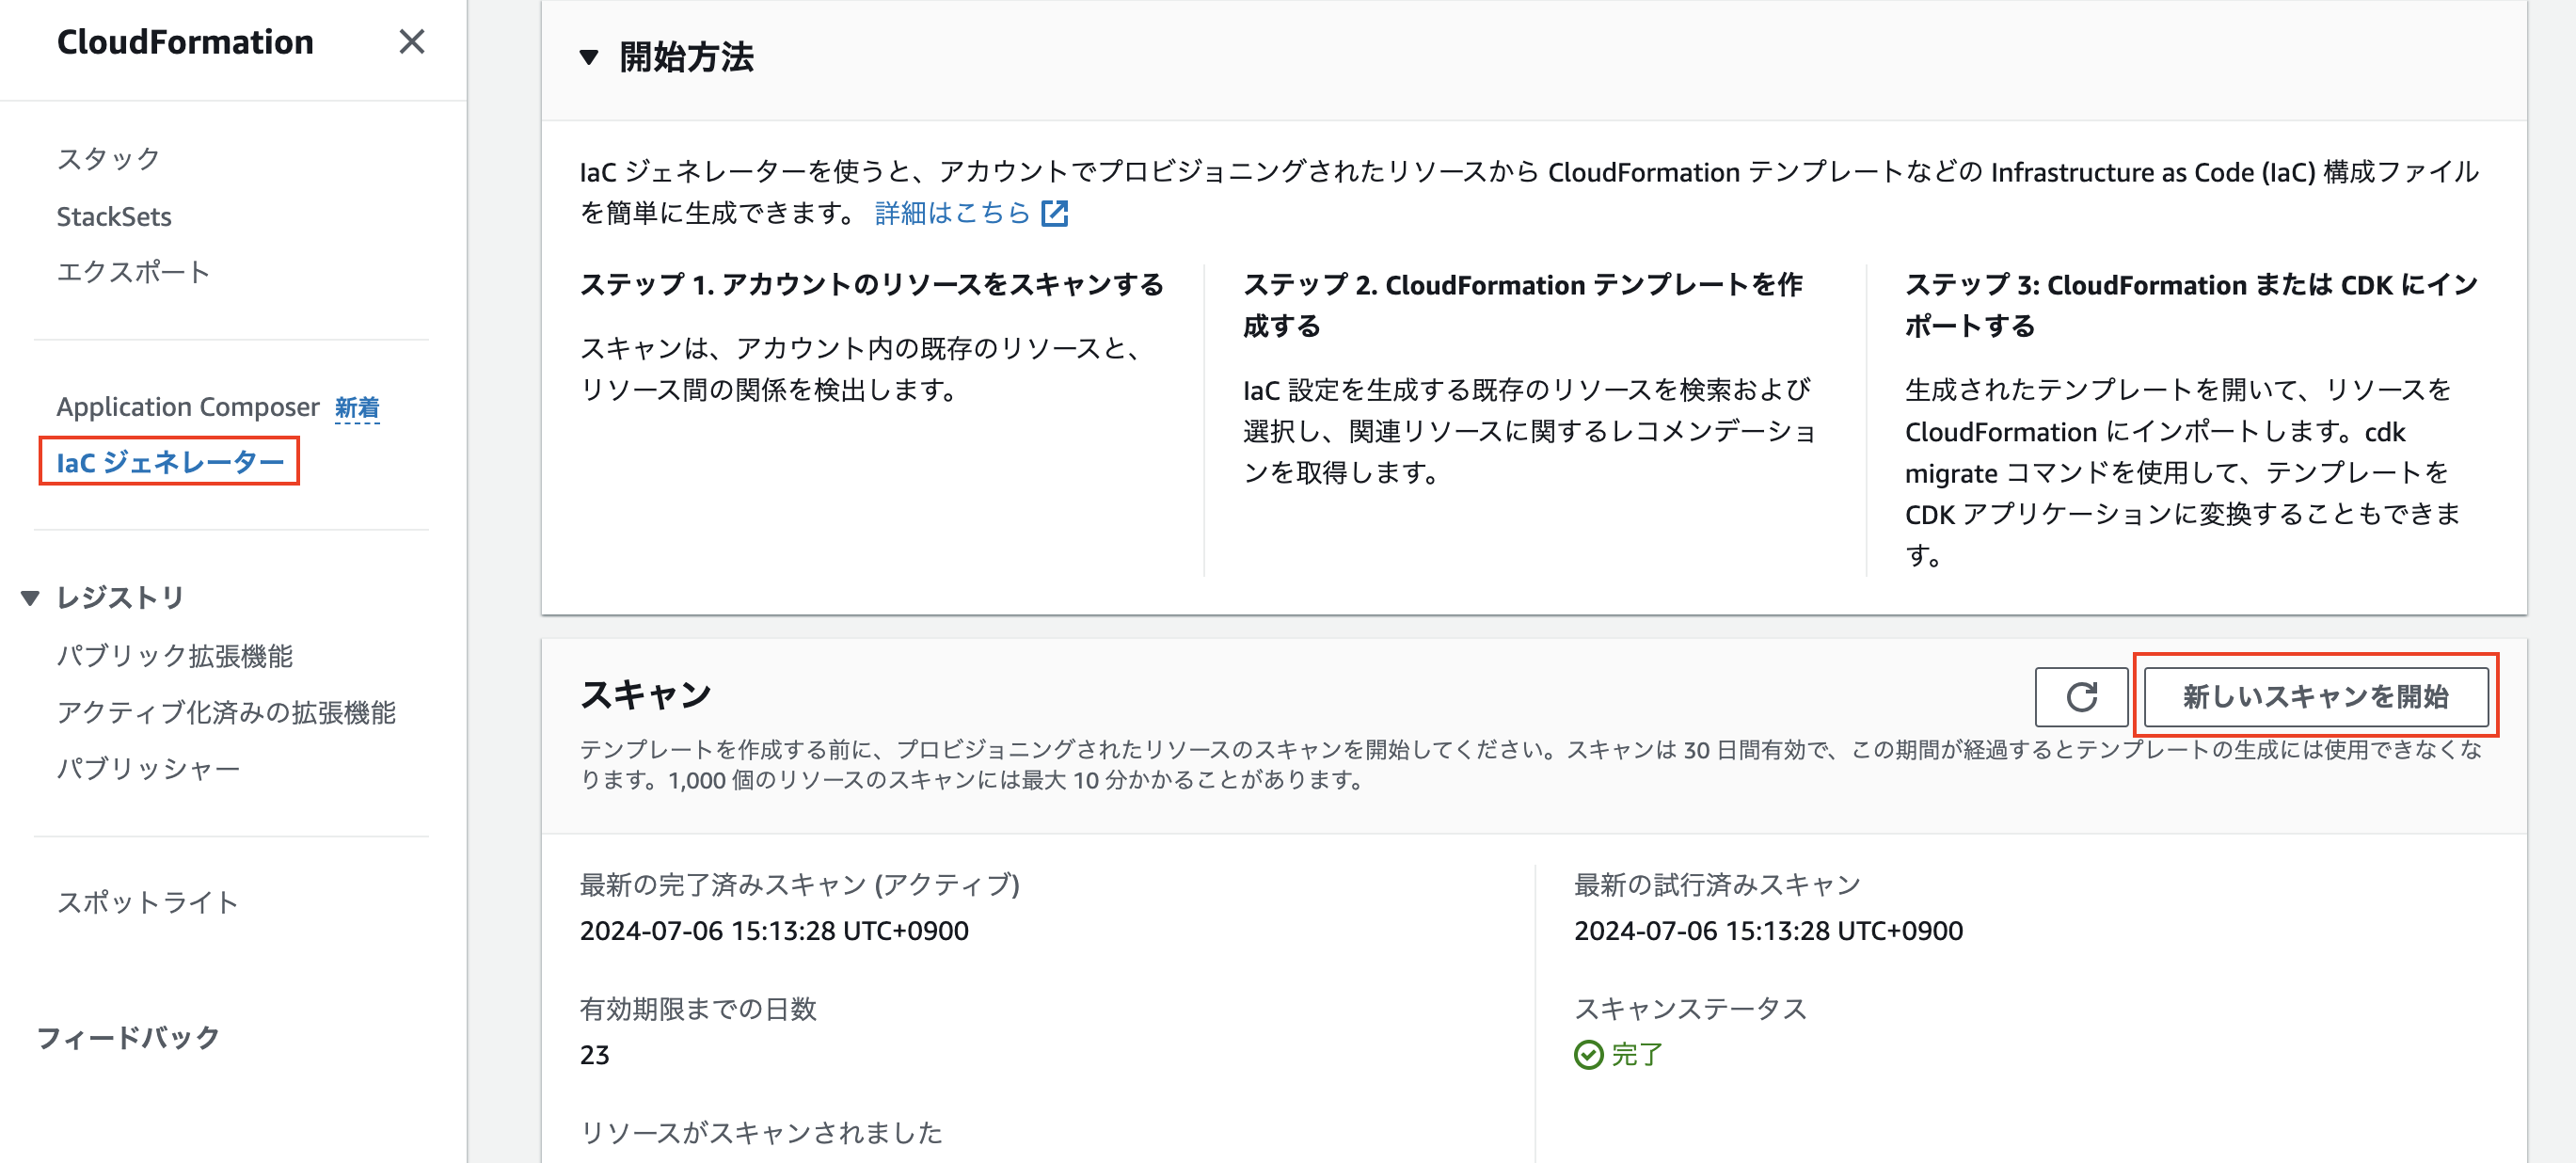 CloudFormation
スタック
StackSets
エクスポート
Application Composer 新着
IaC ジェネレーター
レジストリ
パブリック拡張機能
アクティブ化済みの拡張機能
パブリッシャー
スポットライト
フィードバック
開始方法
IaC ジェネレーターを使うと、アカウントでプロビジョニングされたリソースから CloudFormation テンプレートなどの Infrastructure as Code (IaC) 構成ファイル
を簡単に生成できます。 詳細はこちら
ステップ 1. アカウントのリソースをスキャンする
スキャンは、アカウント内の既存のリソースと、
リソース間の関係を検出します。
ステップ 2. CloudFormation テンプレートを作
成する
IaC 設定を生成する既存のリソースを検索および
選択し、関連リソースに関するレコメンデーショ
ンを取得します。
ステップ 3: CloudFormation または CDK にイン
ポートする
生成されたテンプレートを開いて、リソースを
CloudFormation にインポートします。cdk
migrate コマンドを使用して、テンプレートを
CDK アプリケーションに変換することもできま
す。
スキャン
新しいスキャンを開始
テンプレートを作成する前に、プロビジョニングされたリソースのスキャンを開始してください。スキャンは 30 日間有効で、この期間が経過するとテンプレートの生成には使用できなくな
ります。1,000 個のリソースのスキャンには最大 10 分かかることがあります。
最新の完了済みスキャン (アクティブ)
2024-07-06 15:13:28 UTC+0900
有効期限までの日数
23
リソースがスキャンされました
最新の試行済みスキャン
2024-07-06 15:13:28 UTC+0900
スキャンステータス
完了